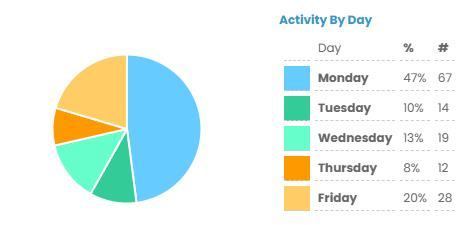 Activity By Day
Day % #
Monday 47% 67
Tuesday 10% 14
Wednesday 13% 19
Thursday 8% 12
Friday 20% 28